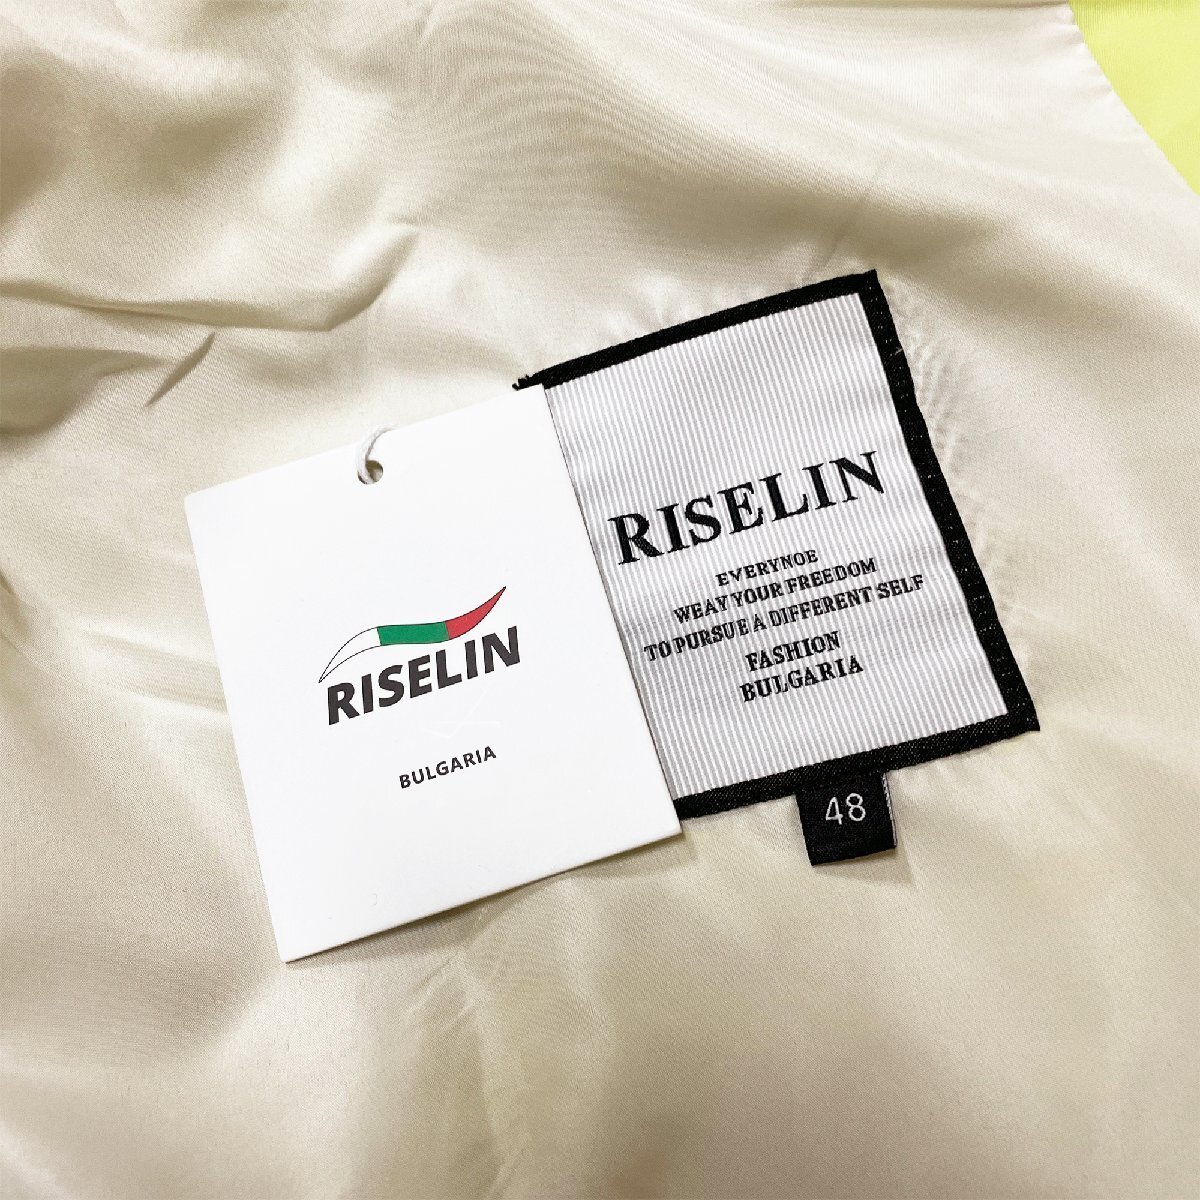 RISELIN
BULGARIA
RISELIN
EVERYNOE
WEAY YOUR FREEDOM
TO PURSUE A DIFFERENT SELF
FASHION
BULGARIA
48